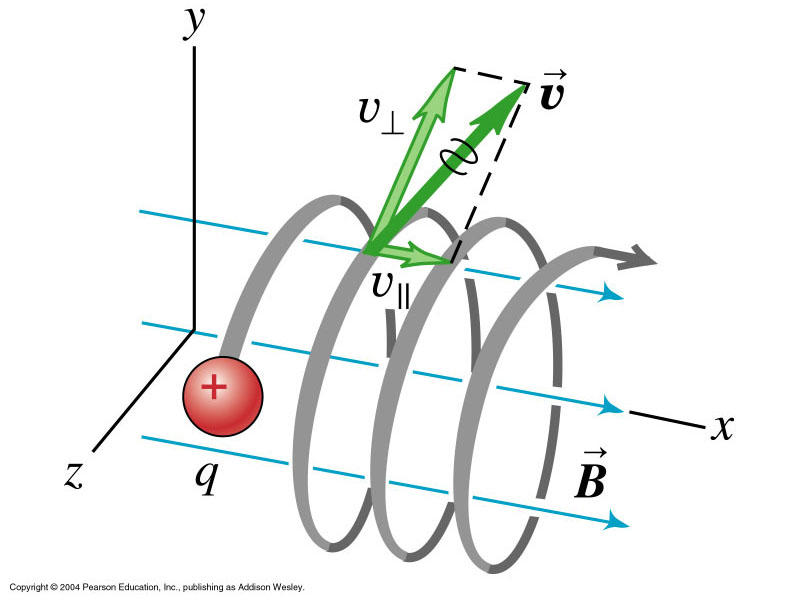 y
v⃗
v⊥
v∥
+
x
z
q
B⃗
Copyright © 2004 Pearson Education, Inc., publishing as Addison Wesley.